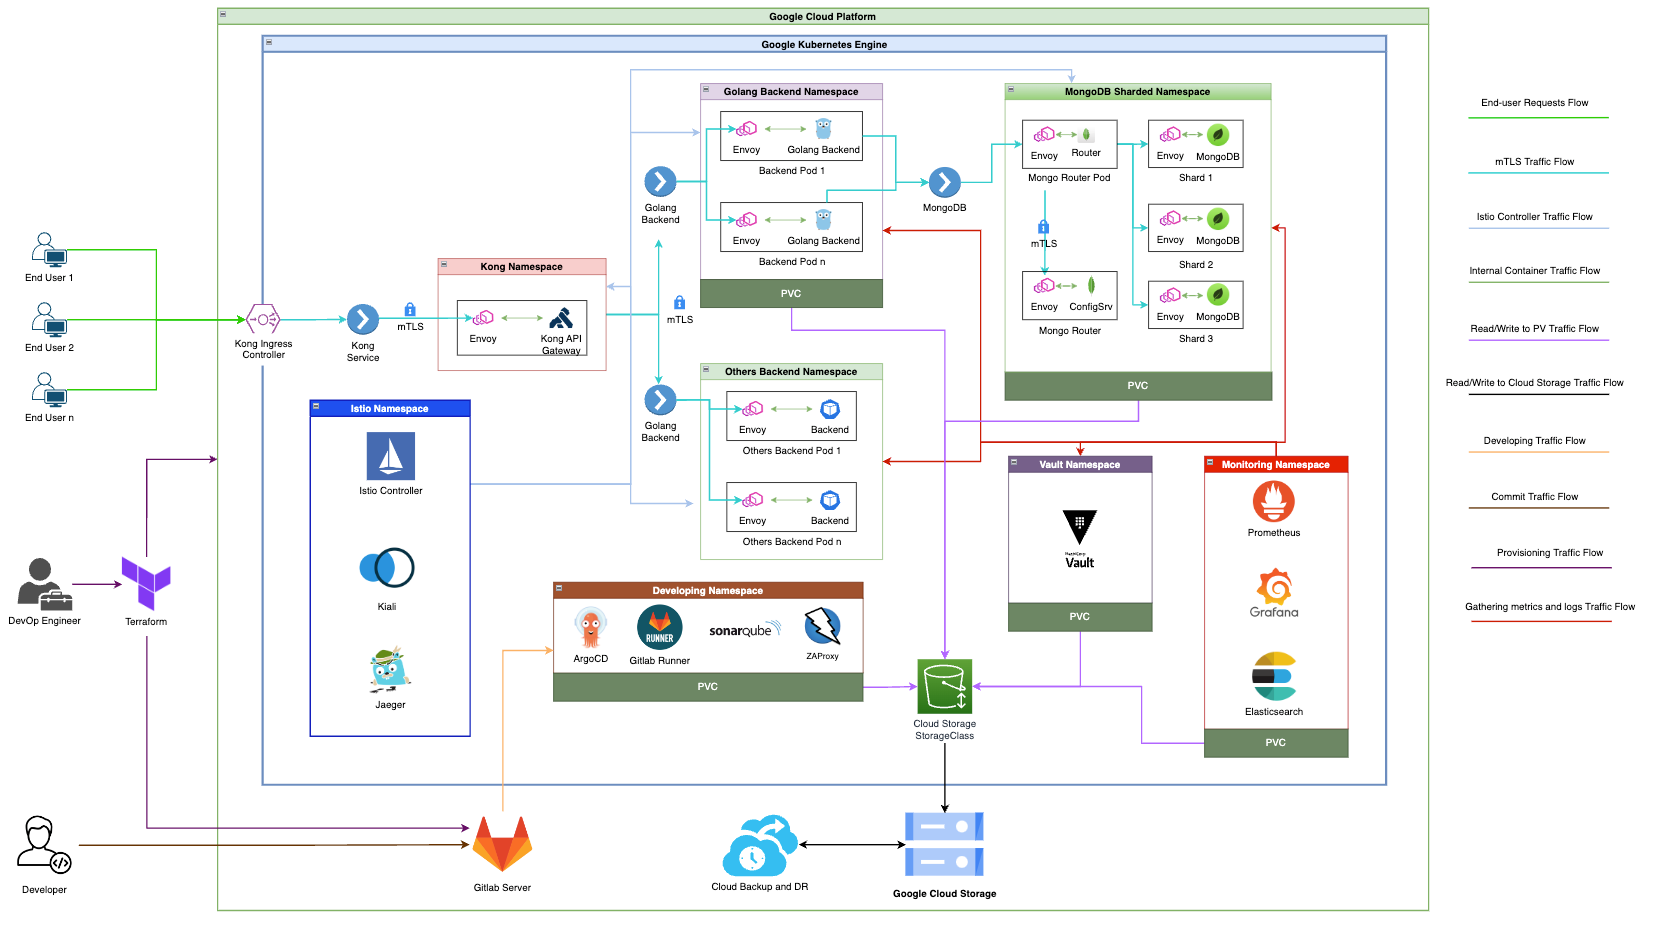 Google Cloud Platform
Google Kubernetes Engine
Golang Backend Namespace
Envoy
Golang Backend
Backend Pod 1
Envoy
Golang Backend
Backend Pod n
PVC
Golang
Backend
mTLS
Golang
Backend
MongoDB
MongoDB Sharded Namespace
Envoy
Router
Mongo Router Pod
mTLS
Envoy
ConfigSrv
Mongo Router
Envoy
MongoDB
Shard 1
Envoy
MongoDB
Shard 2
Envoy
MongoDB
Shard 3
PVC
End User 1
End User 2
End User n
Kong Ingress
Controller
Kong
Service
mTLS
Kong Namespace
Envoy
Kong API
Gateway
Others Backend Namespace
Envoy
Backend
Others Backend Pod 1
Envoy
Backend
Others Backend Pod n
Istio Namespace
Istio Controller
Kiali
Jaeger
Vault Namespace
HashiCorp
Vault
PVC
Monitoring Namespace
Prometheus
Grafana
Elasticsearch
PVC
Developing Namespace
ArgoCD
RUNNER
Gitlab Runner
sonarqube
ZAProxy
PVC
Cloud Storage
StorageClass
DevOp Engineer
Terraform
Developer
Gitlab Server
Cloud Backup and DR
Google Cloud Storage
End-user Requests Flow
mTLS Traffic Flow
Istio Controller Traffic Flow
Internal Container Traffic Flow
Read/Write to PV Traffic Flow
Read/Write to Cloud Storage Traffic Flow
Developing Traffic Flow
Commit Traffic Flow
Provisioning Traffic Flow
Gathering metrics and logs Traffic Flow